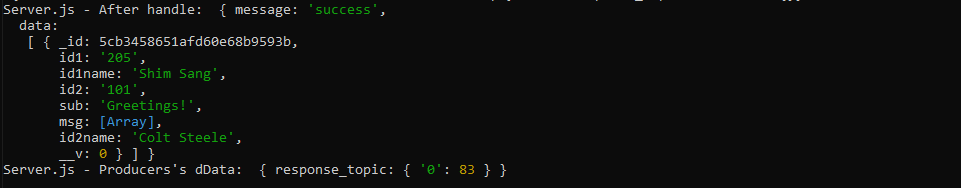 Server.js - After handle:  { message: 'success',
  data:
   [ { _id: 5cb3458651afd60e68b9593b,
       id1: '205',
       id1name: 'Shim Sang',
       id2: '101',
       sub: 'Greetings!',
       msg: [Array],
       id2name: 'Colt Steele',
       __v: 0 } ] }
Server.js - Producers's dData:  { response_topic: { '0': 83 } }